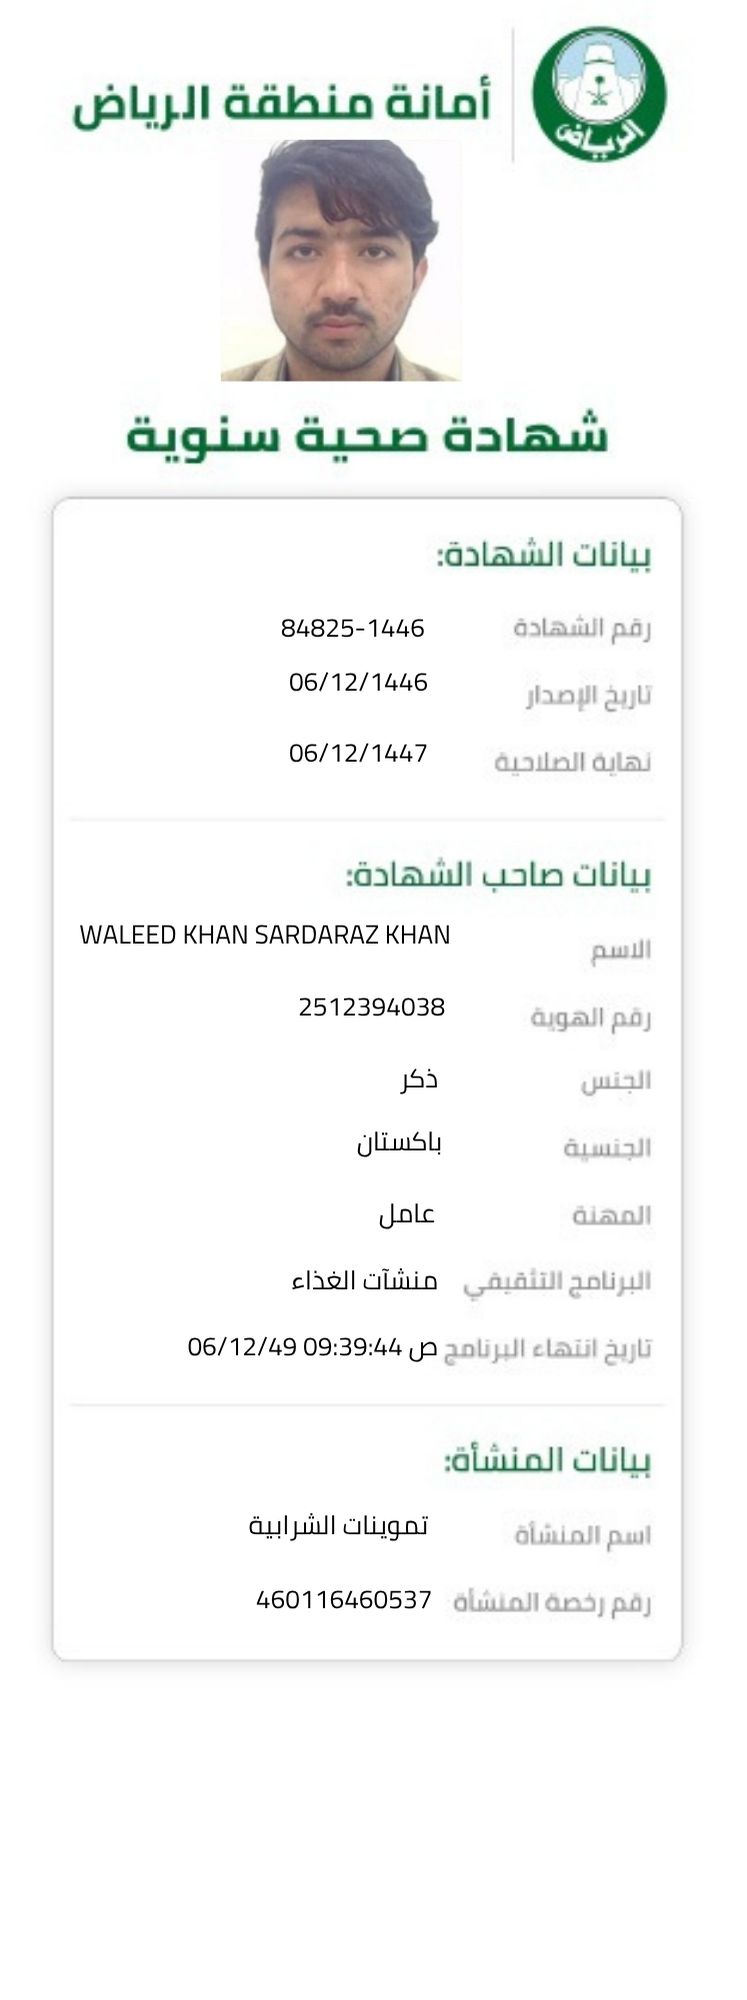 أمانة منطقة الرياض
الرياض
شهادة صحية سنوية
بيانات الشهادة:
رقم الشهادة 84825-1446
تاريخ الإصدار 06/12/1446
نهاية الصلاحية 06/12/1447
بيانات صاحب الشهادة:
الاسم WALEED KHAN SARDARAZ KHAN
رقم الهوية 2512394038
الجنس ذكر
الجنسية باكستان
المهنة عامل
البرنامج التثقيفي منشآت الغذاء
تاريخ انتهاء البرنامج ص 09:39:44 06/12/49
بيانات المنشأة:
اسم المنشأة تموينات الشرابية
رقم رخصة المنشأة 460116460537